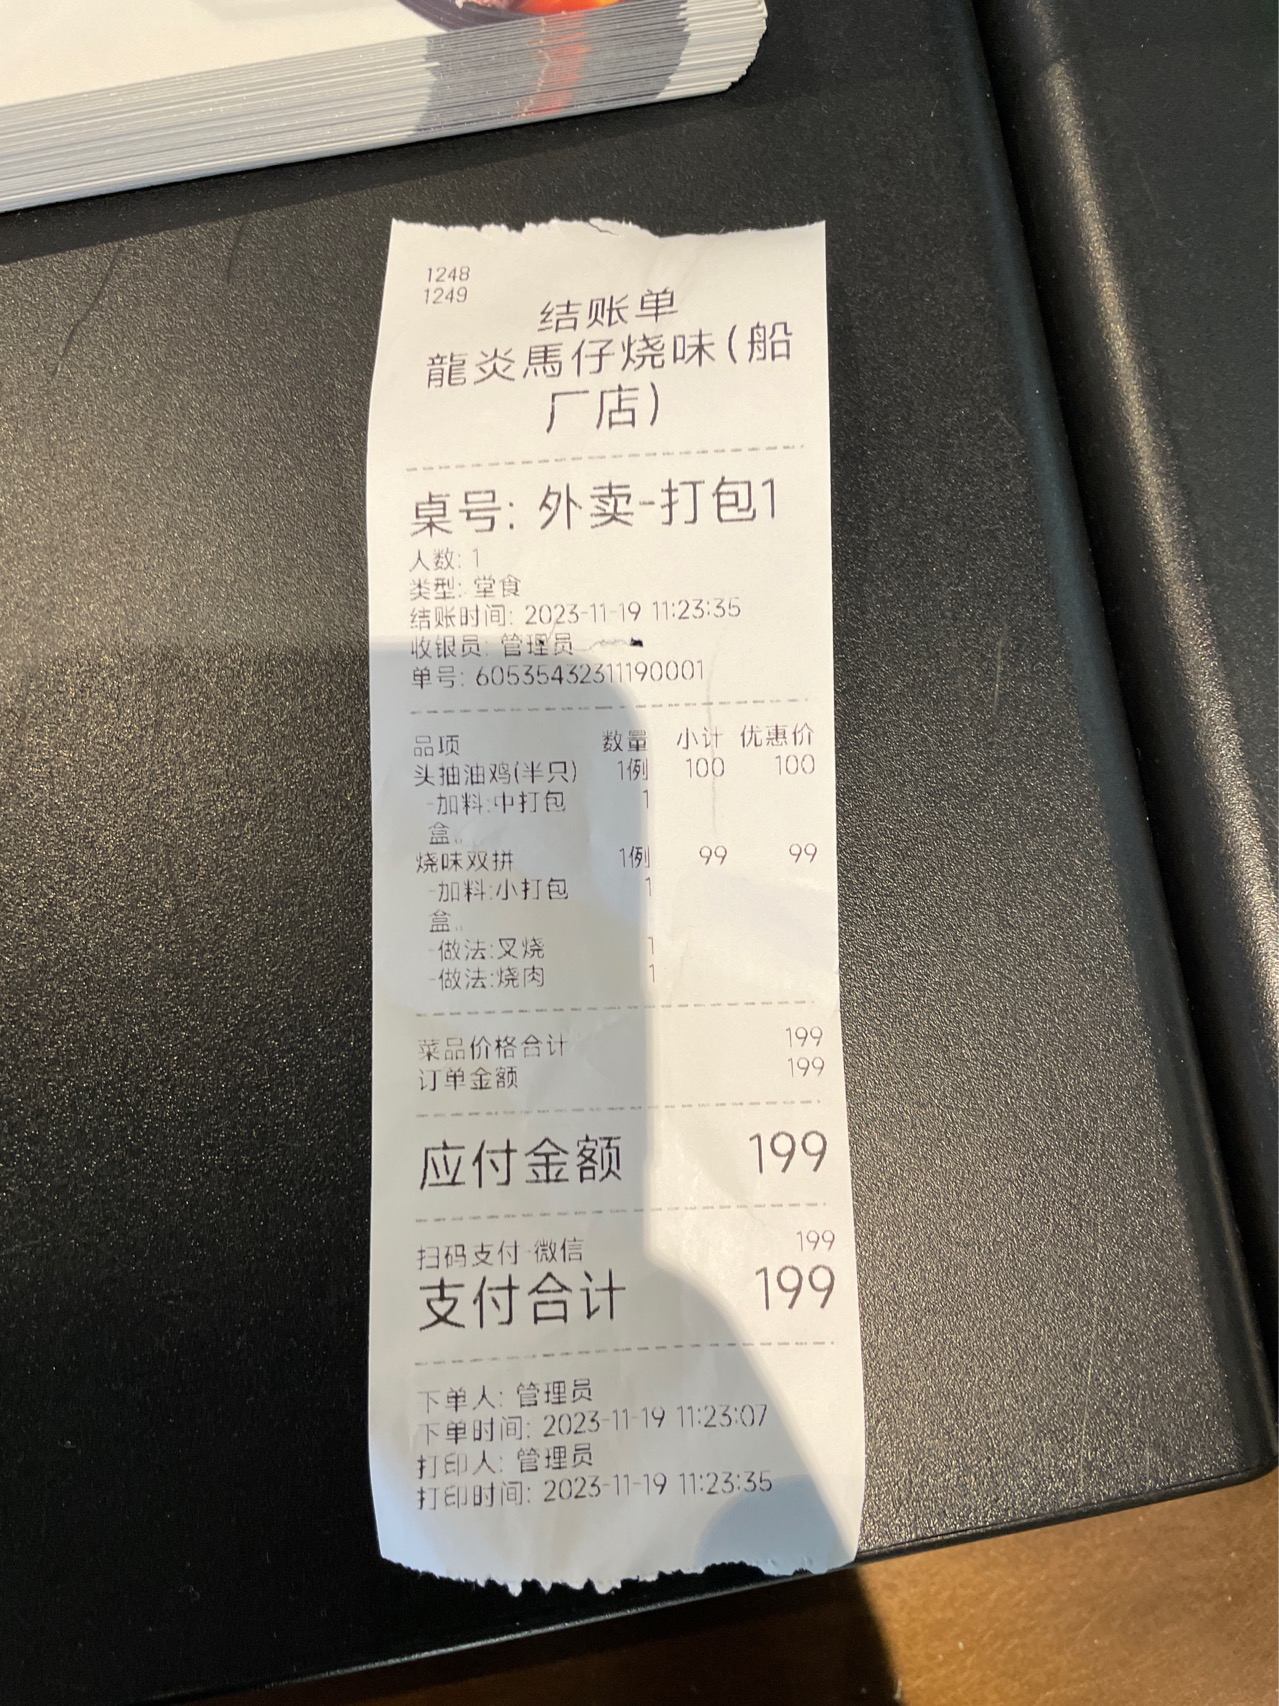 1248
1249
结账单
龍炎馬仔烧味(船
厂店)
桌号: 外卖-打包1
人数: 1
类型: 堂食
结账时间: 2023-11-19 11:23:35
收银员: 管理员
单号: 605354432311190001
品项 数量 小计 优惠价
头抽油鸡(半只) 1例 100 100
-加料:中打包 1
盒..
烧味双拼 1例 99 99
-加料:小打包 1
盒..
-做法:叉烧 1
-做法:烧肉 1
菜品价格合计 199
订单金额 199
应付金额 199
扫码支付-微信 199
支付合计 199
下单人: 管理员
下单时间: 2023-11-19 11:23:07
打印人: 管理员
打印时间: 2023-11-19 11:23:35